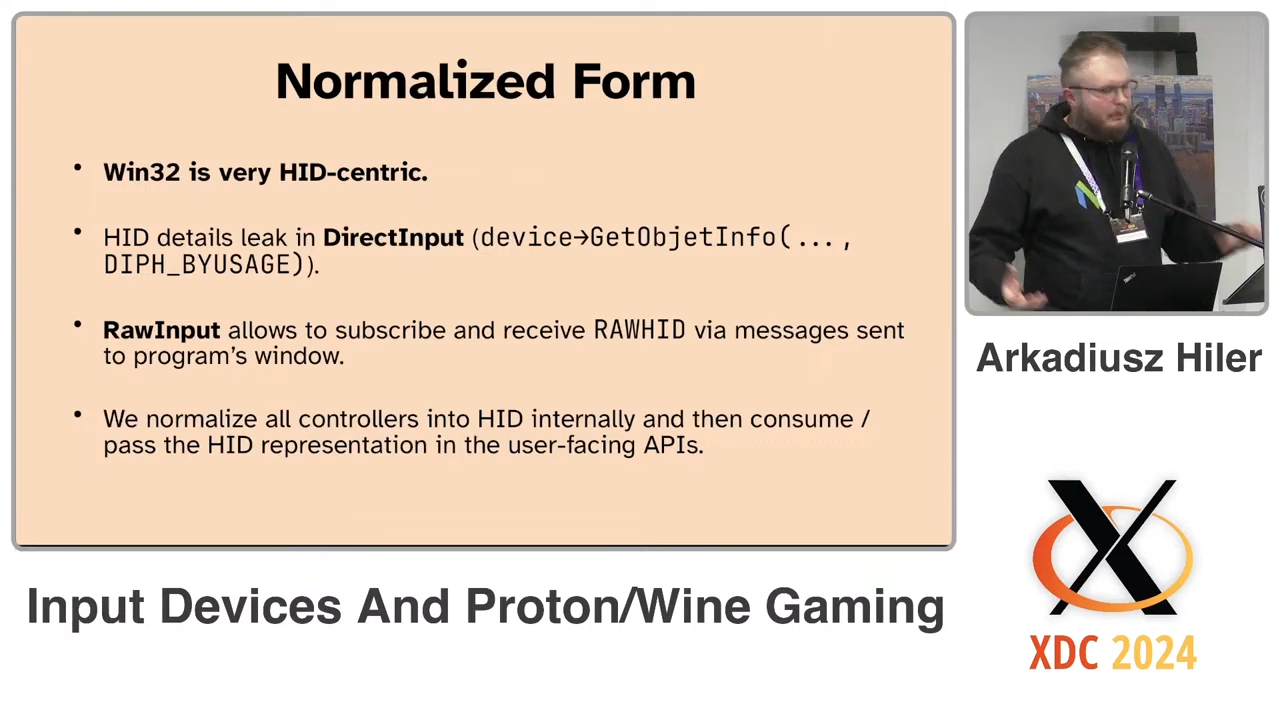 Normalized Form
• Win32 is very HID-centric.
• HID details leak in DirectInput (device→GetObjetInfo(...,
DIPH_BYUSAGE)).
• RawInput allows to subscribe and receive RAWHID via messages sent
to program’s window.
• We normalize all controllers into HID internally and then consume /
pass the HID representation in the user-facing APIs.
Arkadiusz Hiler
Input Devices And Proton/Wine Gaming
X
XDC 2024